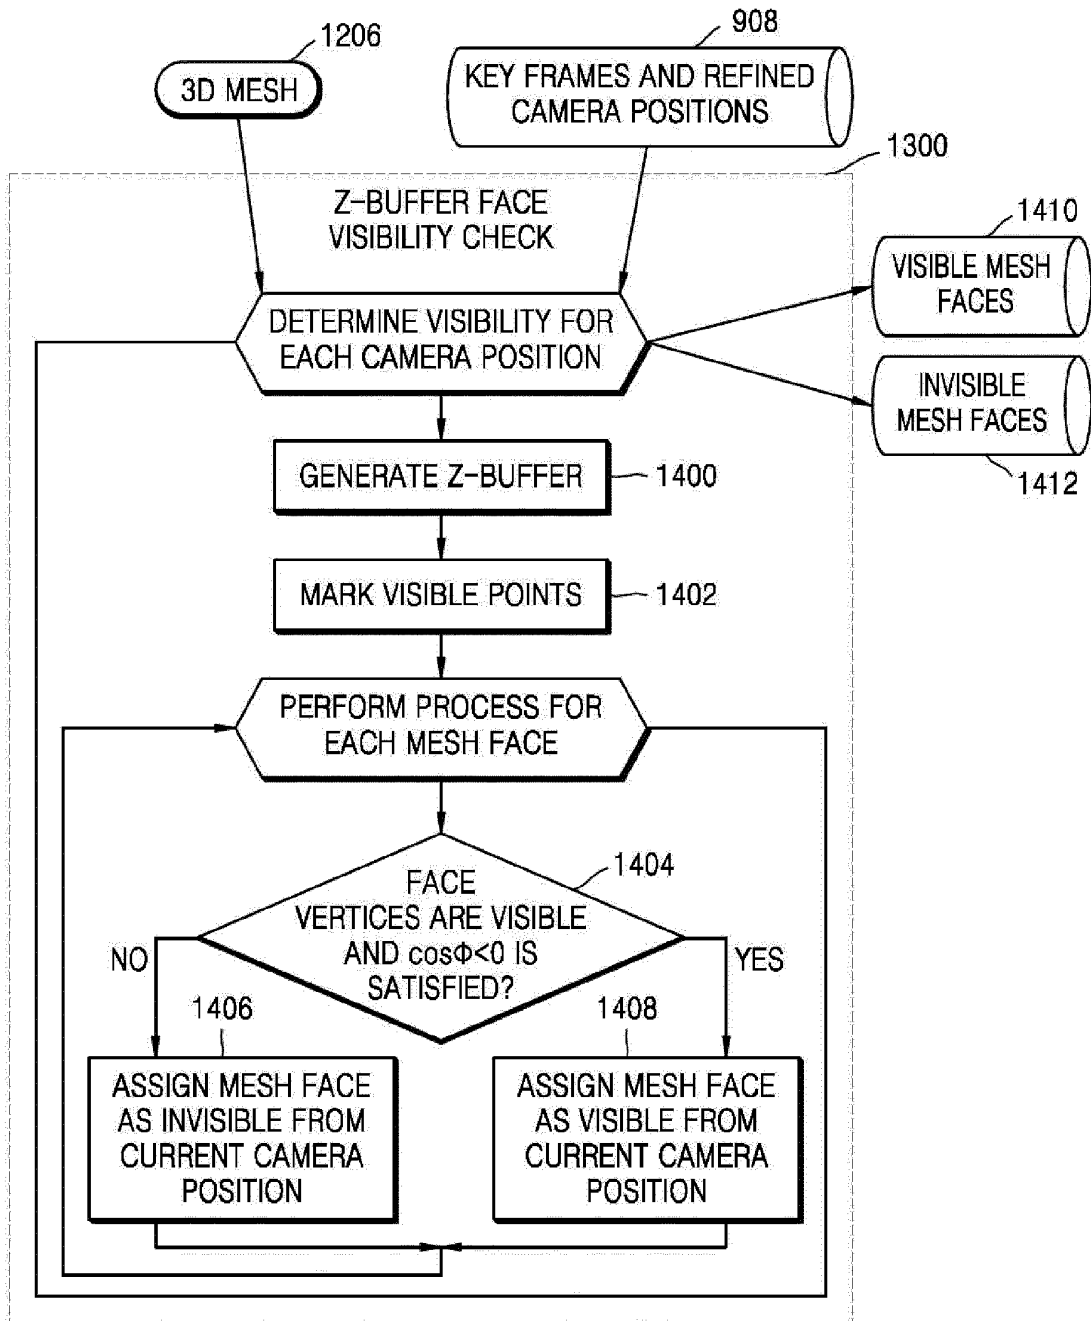 1206
3D MESH
908
KEY FRAMES AND REFINED
CAMERA POSITIONS
1300
Z-BUFFER FACE
VISIBILITY CHECK
1410
VISIBLE MESH
FACES
DETERMINE VISIBILITY FOR
EACH CAMERA POSITION
INVISIBLE
MESH FACES
1412
GENERATE Z-BUFFER
1400
MARK VISIBLE POINTS
1402
PERFORM PROCESS FOR
EACH MESH FACE
1404
FACE
VERTICES ARE VISIBLE
AND cosΦ<0 IS
SATISFIED?
NO
YES
1406
ASSIGN MESH FACE
AS INVISIBLE FROM
CURRENT CAMERA
POSITION
1408
ASSIGN MESH FACE
AS VISIBLE FROM
CURRENT CAMERA
POSITION